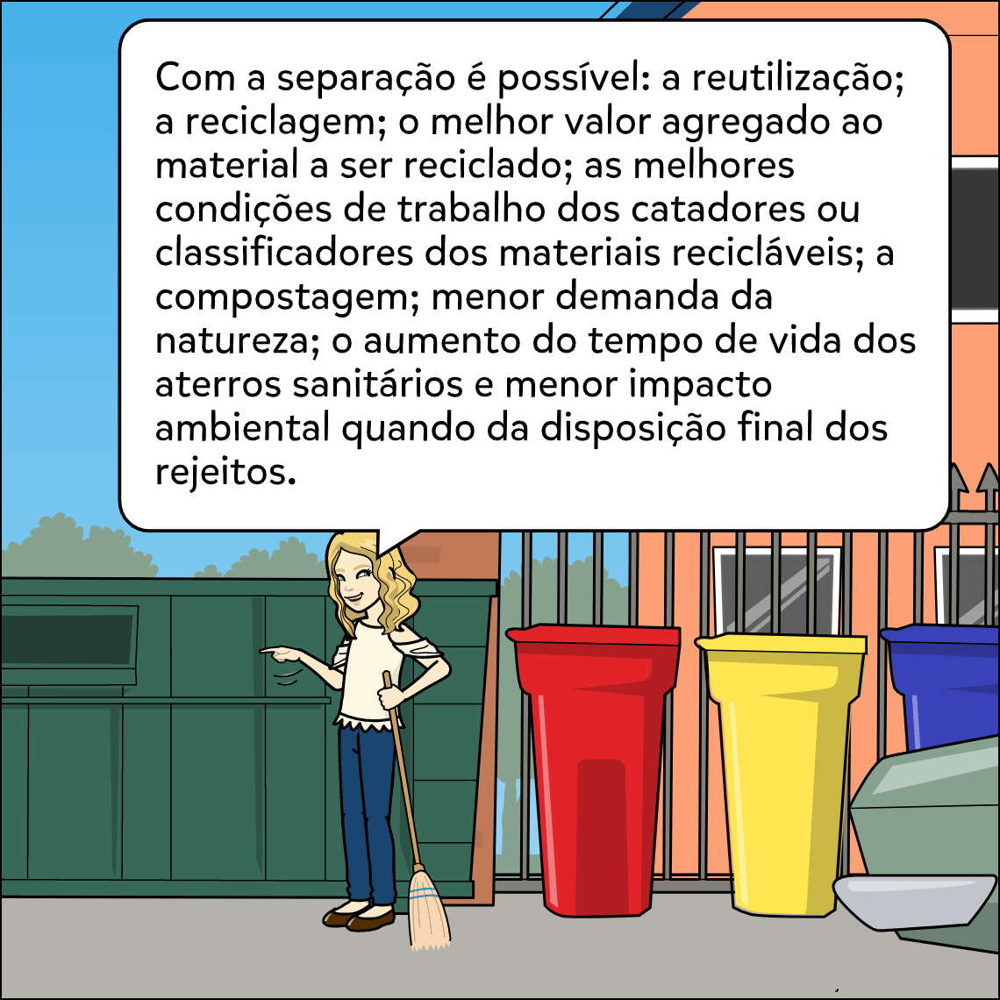 Com a separação é possível: a reutilização;
a reciclagem; o melhor valor agregado ao
material a ser reciclado; as melhores
condições de trabalho dos catadores ou
classificadores dos materiais recicláveis; a
compostagem; menor demanda da
natureza; o aumento do tempo de vida dos
aterros sanitários e menor impacto
ambiental quando da disposição final dos
rejeitos.